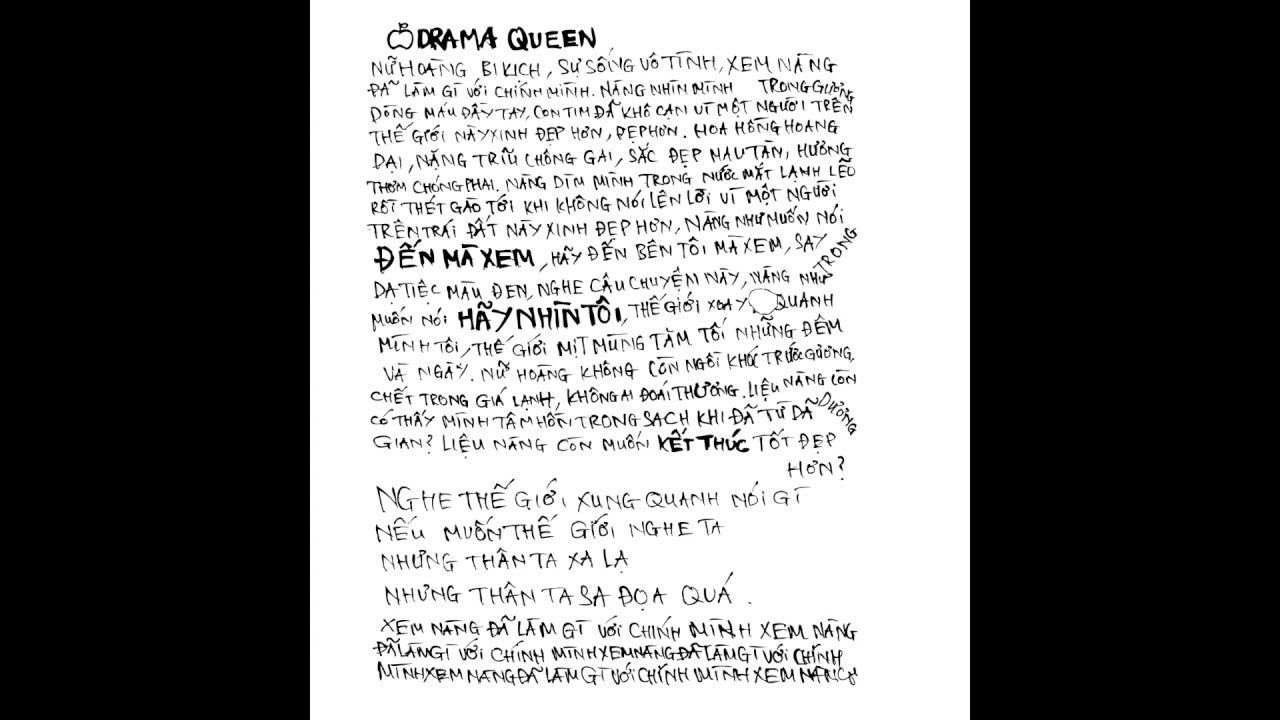 DRAMA QUEEN
NỮ HOÀNG BI KỊCH, SỰ SỐNG VÔ TÌNH, XEM NÀNG
ĐÃ LÀM GÌ VỚI CHÍNH MÌNH. NÀNG NHÌN MÌNH TRONG GƯƠNG
DÒNG MÁU ĐẦY TAY, CON TIM ĐÃ KHÔ CẠN VÌ MỘT NGƯỜI TRÊN
THẾ GIỚI NÀY XINH ĐẸP HƠN, ĐẸP HƠN. HOA HỒNG HOANG
DẠI, NẶNG TRĨU CHÔNG GAI, SẮC ĐẸP MAU TÀN, HƯƠNG
THƠM CHÓNG PHAI. NÀNG DÌM MÌNH TRONG NƯỚC MẮT LẠNH LẼO
RỒI THÉT GÀO TỚI KHI KHÔNG NÓI LÊN LỜI VÌ MỘT NGƯỜI
TRÊN TRÁI ĐẤT NÀY XINH ĐẸP HƠN, NÀNG NHƯ MUỐN NÓI
ĐẾN MÀ XEM, HÃY ĐẾN BÊN TÔI MÀ XEM, SAY TRONG
DẠ TIỆC MÀU ĐEN, NGHE CÂU CHUYỆN NÀY, NÀNG NHƯ
MUỐN NÓI HÃY NHÌN TÔI, THẾ GIỚI XOAY QUANH
MÌNH TÔI, THẾ GIỚI MỊT MÙNG TĂM TỐI NHỮNG ĐÊM
VÀ NGÀY. NỮ HOÀNG KHÔNG CÒN NGỒI KHÓC TRƯỚC GƯƠNG,
CHẾT TRONG GIÁ LẠNH, KHÔNG AI ĐOÁI THƯƠNG. LIỆU NÀNG CÒN
CÓ THẤY MÌNH TÂM HỒN TRONG SẠCH KHI ĐÃ TỪ DÃ DƯƠNG
GIAN? LIỆU NÀNG CÒN MUỐN KẾT THÚC TỐT ĐẸP
HƠN?
NGHE THẾ GIỚI XUNG QUANH NÓI GÌ
NẾU MUỐN THẾ GIỚI NGHE TA
NHƯNG THÂN TA XA LẠ
NHƯNG THÂN TA SA ĐỌA QUÁ.
XEM NÀNG ĐÃ LÀM GÌ VỚI CHÍNH MÌNH XEM NÀNG
ĐÃ LÀM GÌ VỚI CHÍNH MÌNH XEM NANG ĐÃ LÀM GÌ VỚI CHÍNH
MÌNH XEM NANG ĐÃ LÀM GÌ VỚI CHÍNH MÌNH XEM NANG